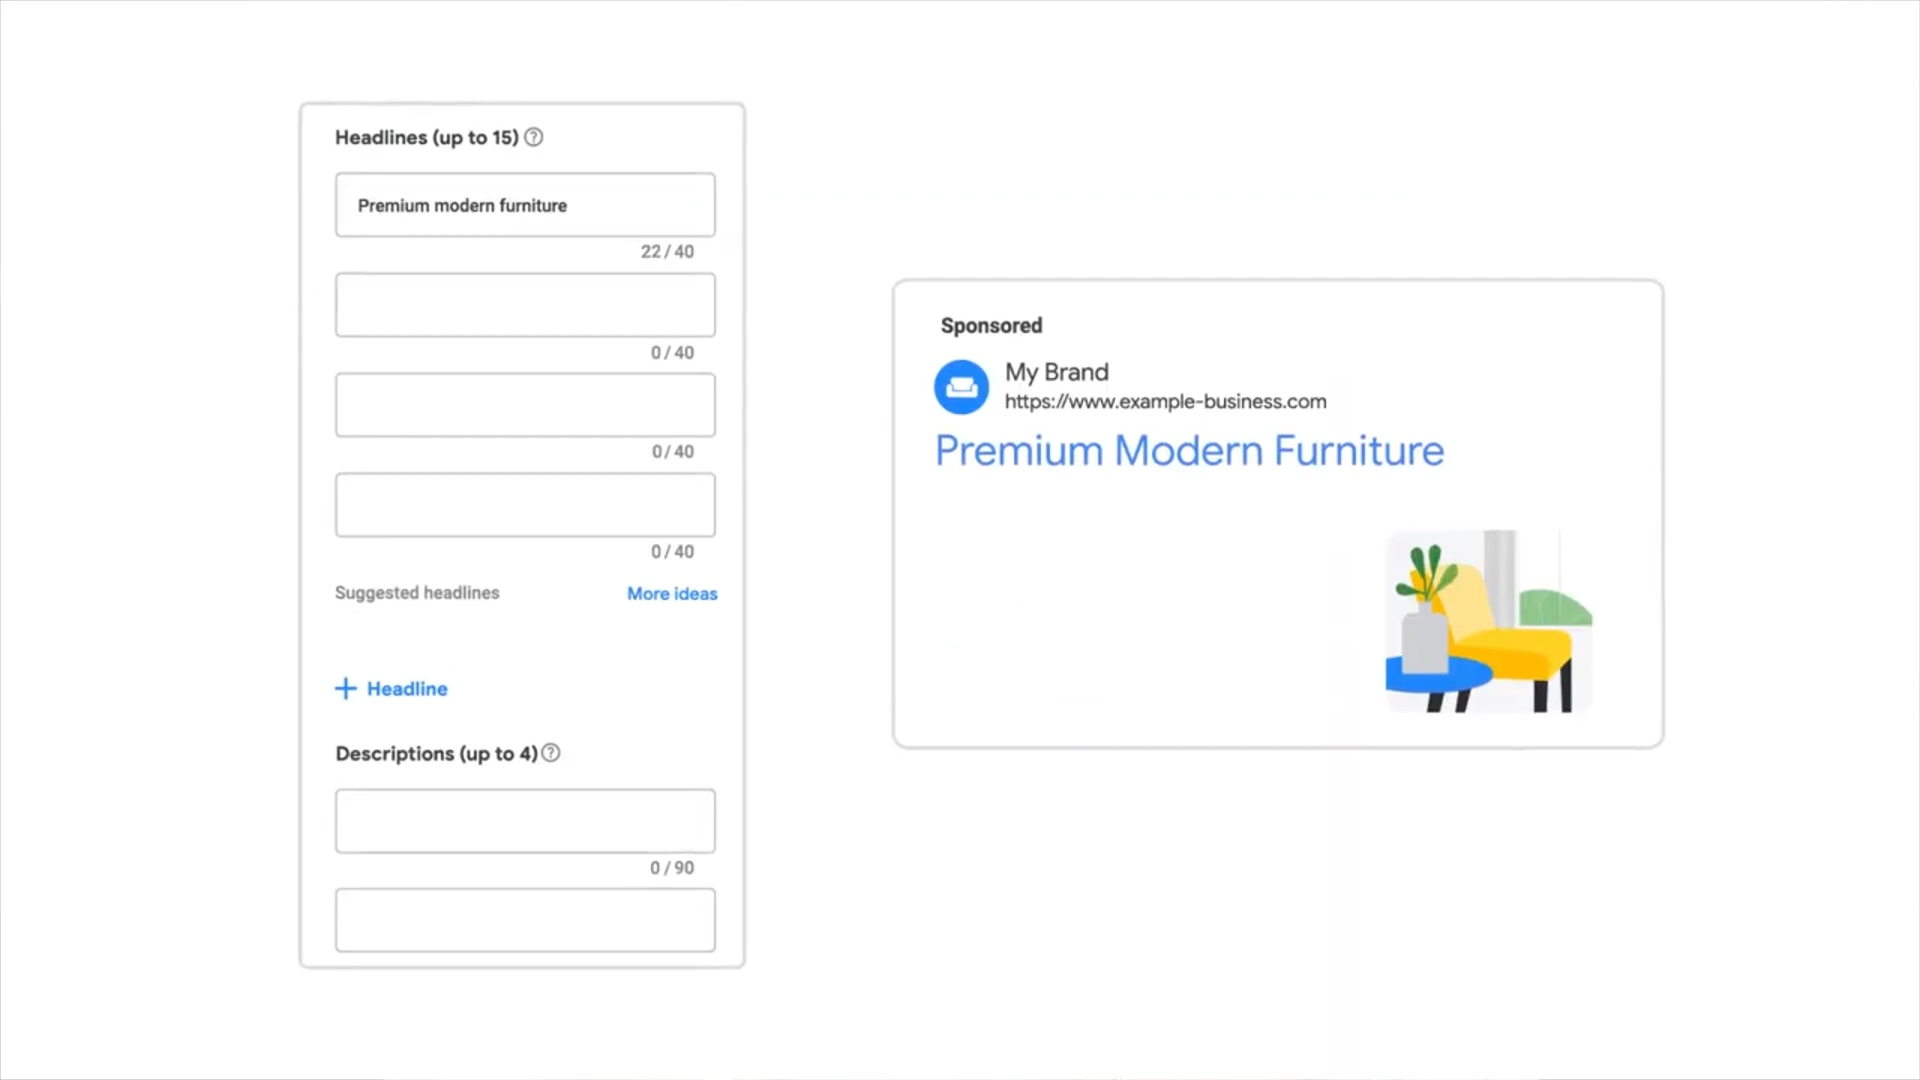 Headlines (up to 15)
Premium modern furniture
22 / 40
0 / 40
0 / 40
0 / 40
Suggested headlines More ideas
+ Headline
Descriptions (up to 4)
0 / 90
Sponsored
My Brand
https://www.example-business.com
Premium Modern Furniture